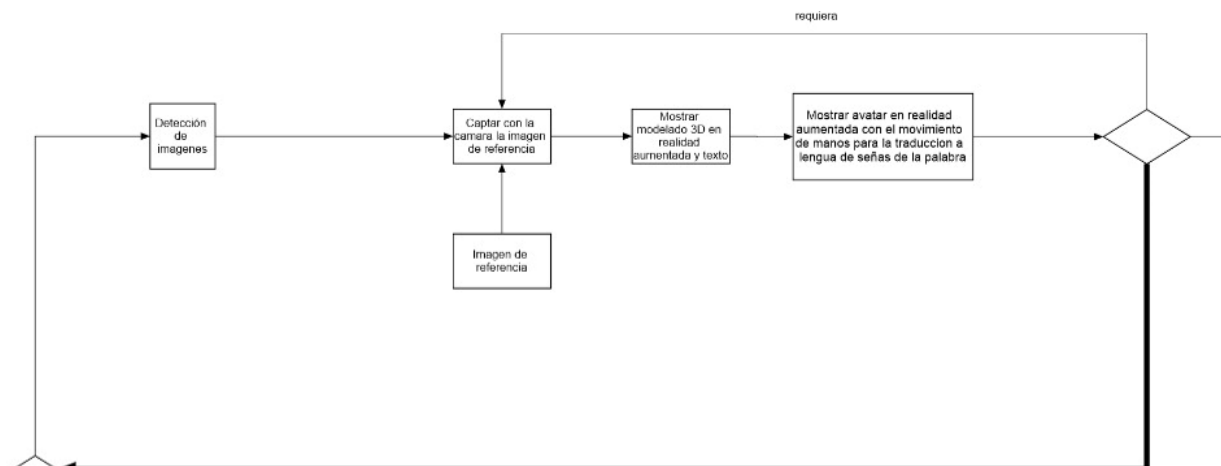 requiera
Detección
de
imagenes
Captar con la
camara la imagen
de referencia
Mostrar
modelado 3D en
realidad
aumentada y texto
Mostrar avatar en realidad
aumentada con el movimiento
de manos para la traduccion a
lengua de señas de la palabra
Imagen de
referencia